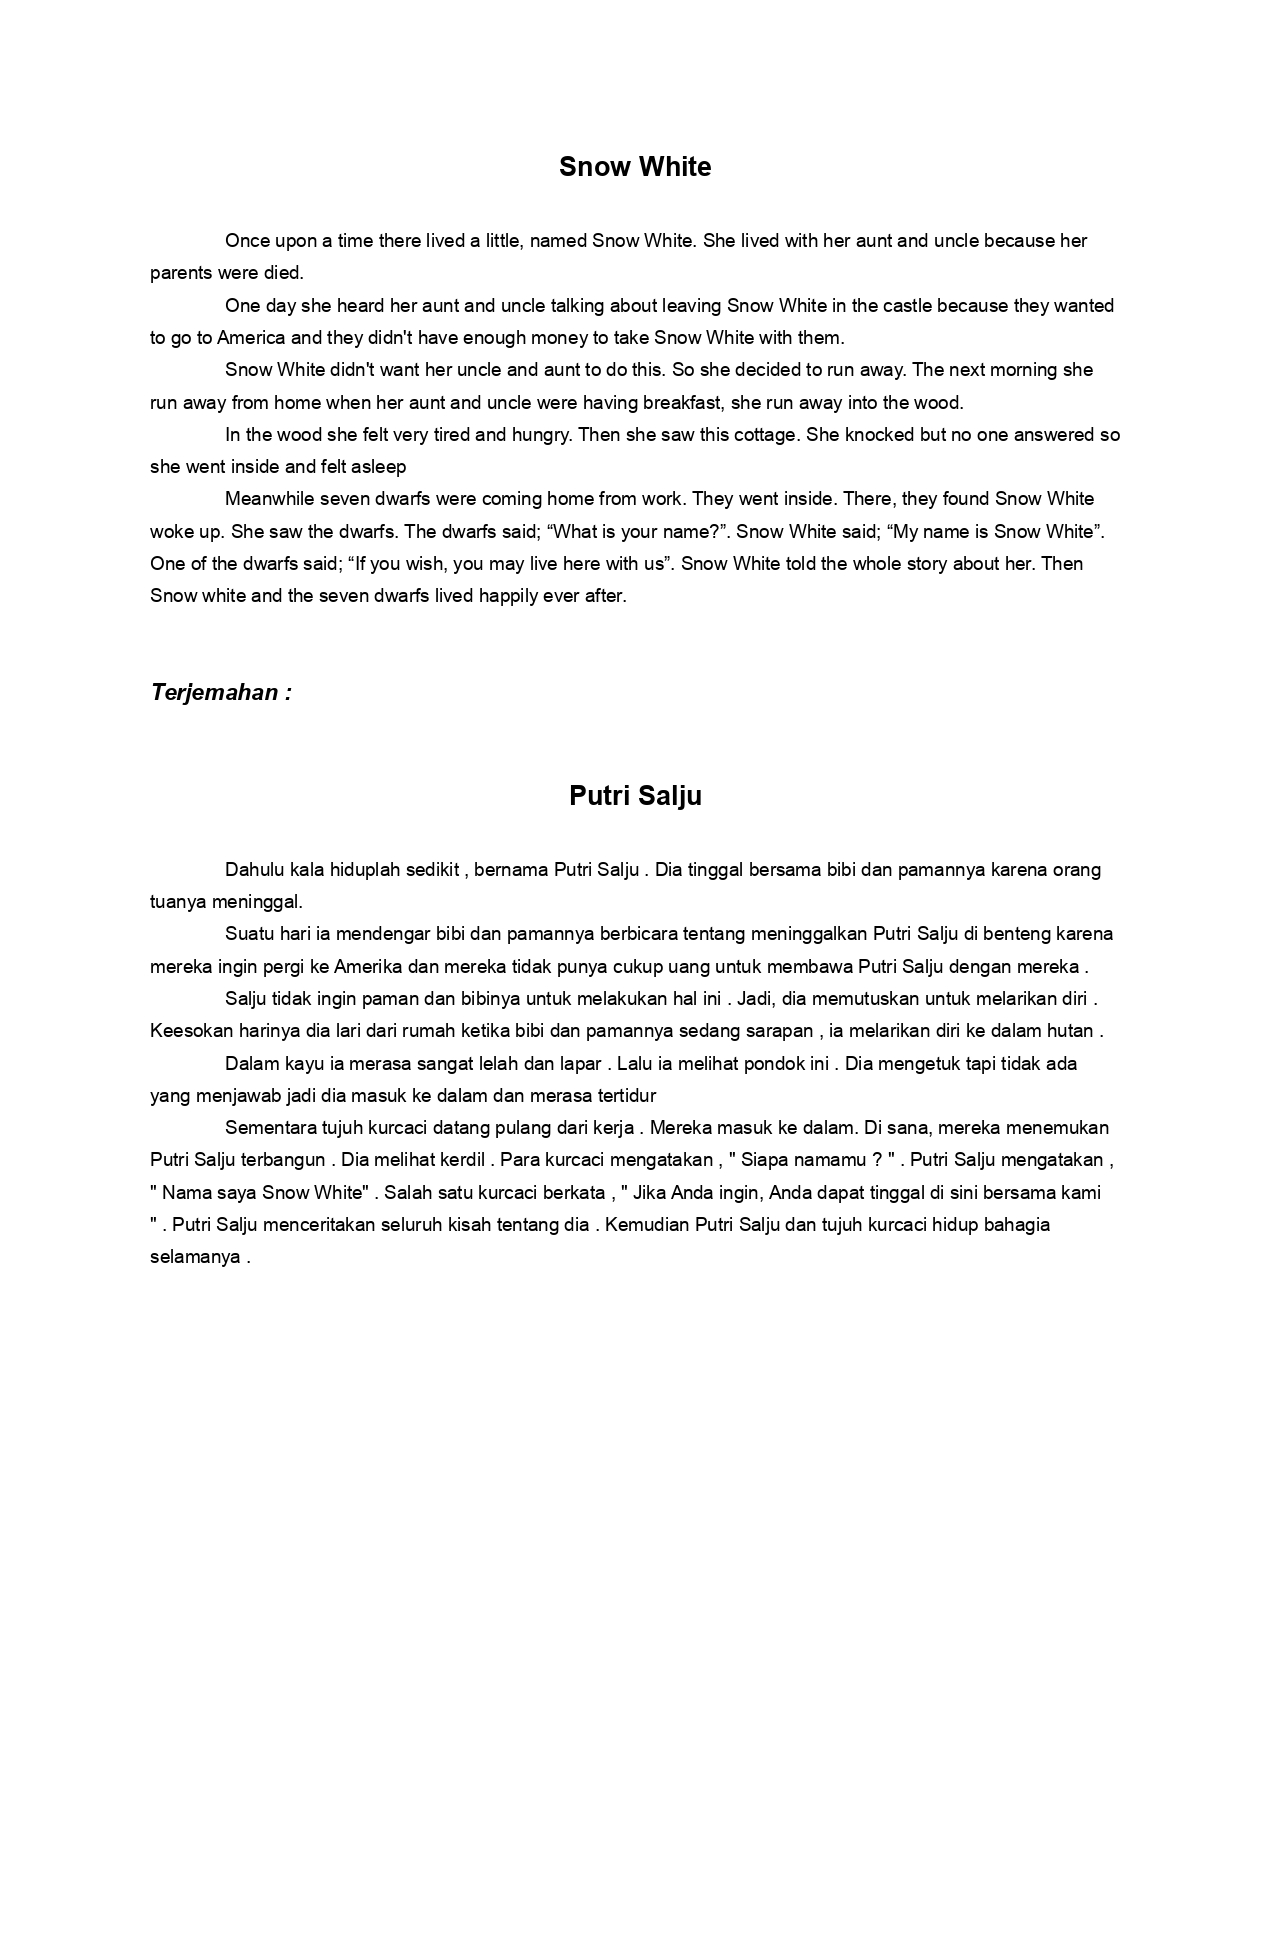 Snow White
Once upon a time there lived a little, named Snow White. She lived with her aunt and uncle because her
parents were died.
One day she heard her aunt and uncle talking about leaving Snow White in the castle because they wanted
to go to America and they didn't have enough money to take Snow White with them.
Snow White didn't want her uncle and aunt to do this. So she decided to run away. The next morning she
run away from home when her aunt and uncle were having breakfast, she run away into the wood.
In the wood she felt very tired and hungry. Then she saw this cottage. She knocked but no one answered so
she went inside and felt asleep
Meanwhile seven dwarfs were coming home from work. They went inside. There, they found Snow White
woke up. She saw the dwarfs. The dwarfs said; “What is your name?”. Snow White said; “My name is Snow White”.
One of the dwarfs said; “If you wish, you may live here with us”. Snow White told the whole story about her. Then
Snow white and the seven dwarfs lived happily ever after.
Terjemahan :
Putri Salju
Dahulu kala hiduplah sedikit , bernama Putri Salju . Dia tinggal bersama bibi dan pamannya karena orang
tuanya meninggal.
Suatu hari ia mendengar bibi dan pamannya berbicara tentang meninggalkan Putri Salju di benteng karena
mereka ingin pergi ke Amerika dan mereka tidak punya cukup uang untuk membawa Putri Salju dengan mereka .
Salju tidak ingin paman dan bibinya untuk melakukan hal ini . Jadi, dia memutuskan untuk melarikan diri .
Keesokan harinya dia lari dari rumah ketika bibi dan pamannya sedang sarapan , ia melarikan diri ke dalam hutan .
Dalam kayu ia merasa sangat lelah dan lapar . Lalu ia melihat pondok ini . Dia mengetuk tapi tidak ada
yang menjawab jadi dia masuk ke dalam dan merasa tertidur
Sementara tujuh kurcaci datang pulang dari kerja . Mereka masuk ke dalam. Di sana, mereka menemukan
Putri Salju terbangun . Dia melihat kerdil . Para kurcaci mengatakan , " Siapa namamu ? " . Putri Salju mengatakan ,
" Nama saya Snow White" . Salah satu kurcaci berkata , " Jika Anda ingin, Anda dapat tinggal di sini bersama kami
" . Putri Salju menceritakan seluruh kisah tentang dia . Kemudian Putri Salju dan tujuh kurcaci hidup bahagia
selamanya .